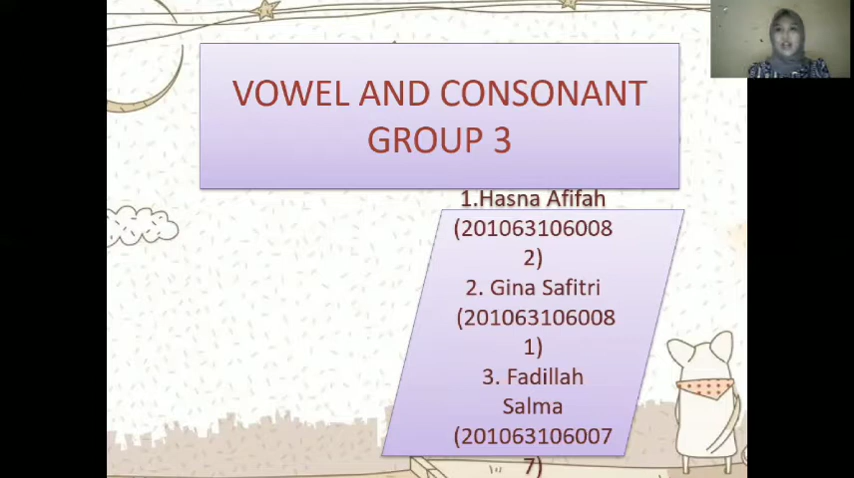 VOWEL AND CONSONANT
GROUP 3
1.Hasna Afifah
(201063106008
2)
2. Gina Safitri
(201063106008
1)
3. Fadillah
Salma
(201063106007
7)